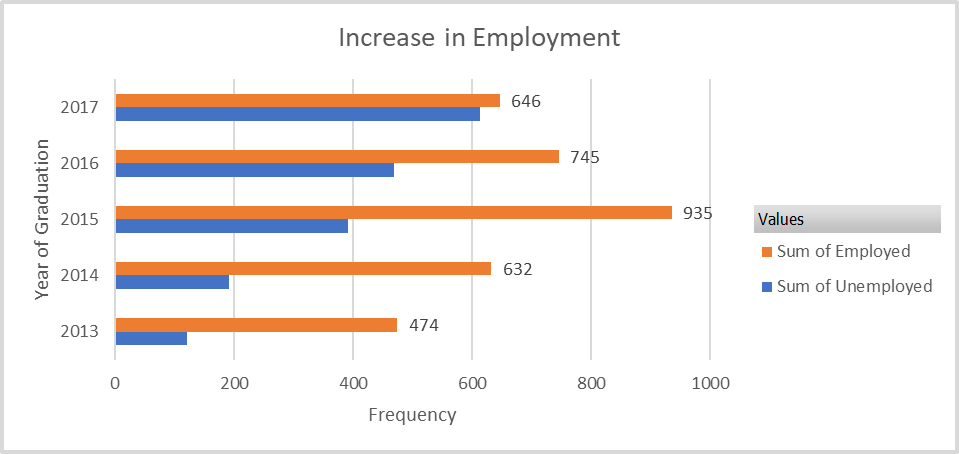 Increase in Employment
Year of Graduation
2017
646
2016
745
2015
935
2014
632
2013
474
0 200 400 600 800 1000
Frequency
Values
Sum of Employed
Sum of Unemployed